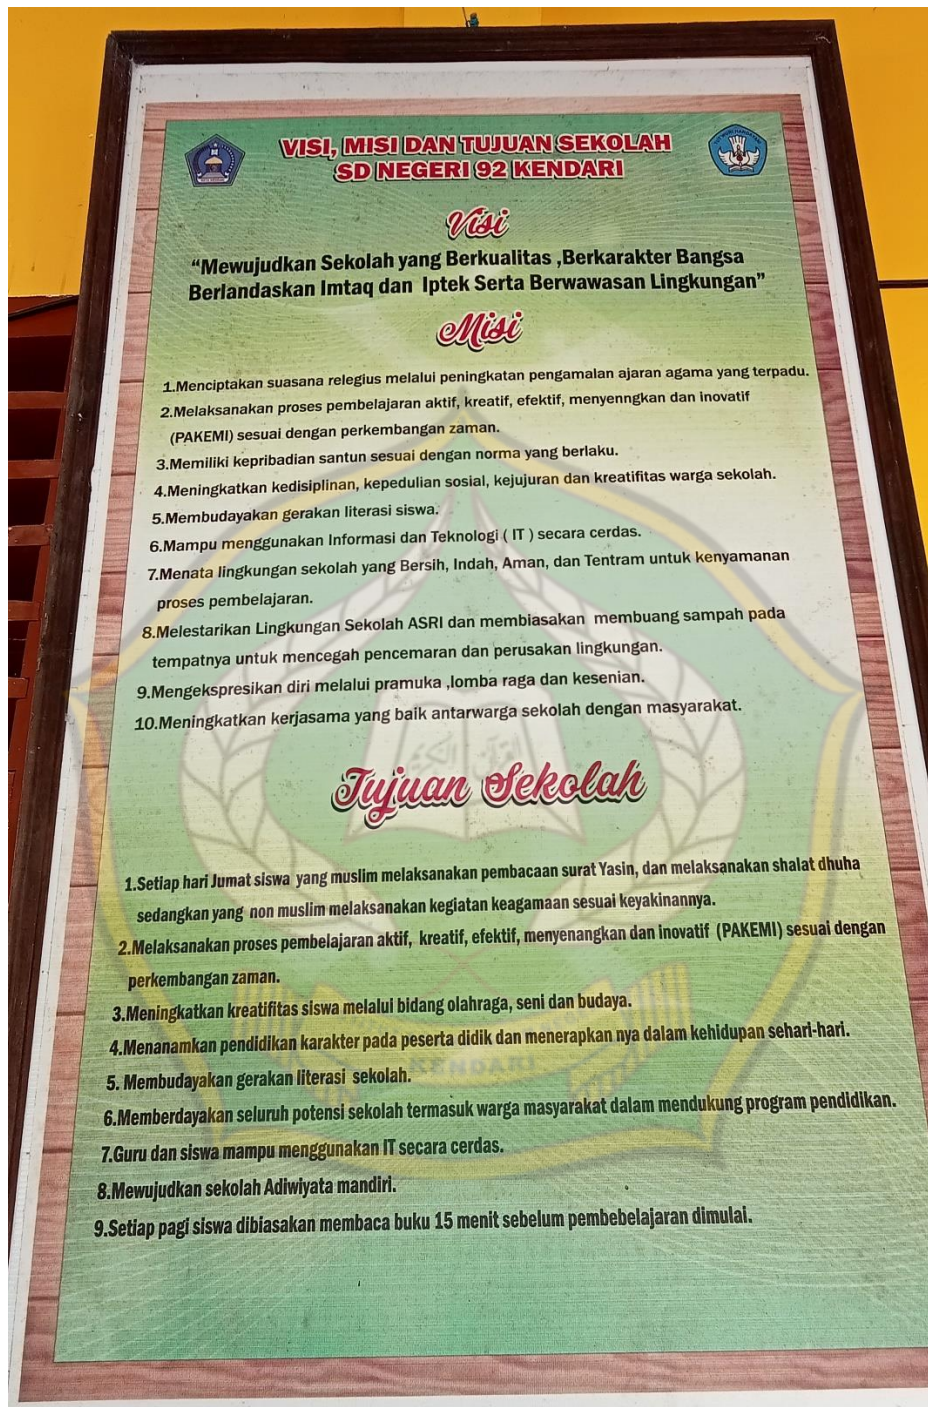 VISI, MISI DAN TUJUAN SEKOLAH
SD NEGERI 92 KENDARI
Visi
“Mewujudkan Sekolah yang Berkualitas ,Berkarakter Bangsa
Berlandaskan Imtaq dan Iptek Serta Berwawasan Lingkungan”
Misi
1.Menciptakan suasana relegius melalui peningkatan pengamalan ajaran agama yang terpadu.
2.Melaksanakan proses pembelajaran aktif, kreatif, efektif, menyenngkan dan inovatif
(PAKEMI) sesuai dengan perkembangan zaman.
3.Memiliki kepribadian santun sesuai dengan norma yang berlaku.
4.Meningkatkan kedisiplinan, kepedulian sosial, kejujuran dan kreatifitas warga sekolah.
5.Membudayakan gerakan literasi siswa.
6.Mampu menggunakan Informasi dan Teknologi ( IT ) secara cerdas.
7.Menata lingkungan sekolah yang Bersih, Indah, Aman, dan Tentram untuk kenyamanan
proses pembelajaran.
8.Melestarikan Lingkungan Sekolah ASRI dan membiasakan membuang sampah pada
tempatnya untuk mencegah pencemaran dan perusakan lingkungan.
9.Mengekspresikan diri melalui pramuka ,lomba raga dan kesenian.
10.Meningkatkan kerjasama yang baik antarwarga sekolah dengan masyarakat.
Tujuan Sekolah
1.Setiap hari Jumat siswa yang muslim melaksanakan pembacaan surat Yasin, dan melaksanakan shalat dhuha
sedangkan yang non muslim melaksanakan kegiatan keagamaan sesuai keyakinannya.
2.Melaksanakan proses pembelajaran aktif, kreatif, efektif, menyenangkan dan inovatif (PAKEMI) sesuai dengan
perkembangan zaman.
3.Meningkatkan kreatifitas siswa melalul bidang olahraga, seni dan budaya.
4.Menanamkan pendidikan karakter pada peserta didik dan menerapkan nya dalam kehidupan sehari-hari.
KENDARI
5. Membudayakan gerakan literasi sekolah.
6.Memberdayakan seluruh potensi sekolah termasuk warga masyarakat dalam mendukung program pendidikan.
7.Guru dan siswa mampu menggunakan IT secara cerdas.
8.Mewujudkan sekolah Adiwiyata mandiri.
9.Setiap pagi siswa dibiasakan membaca buku 15 menit sebelum pembebelajaran dimulai.